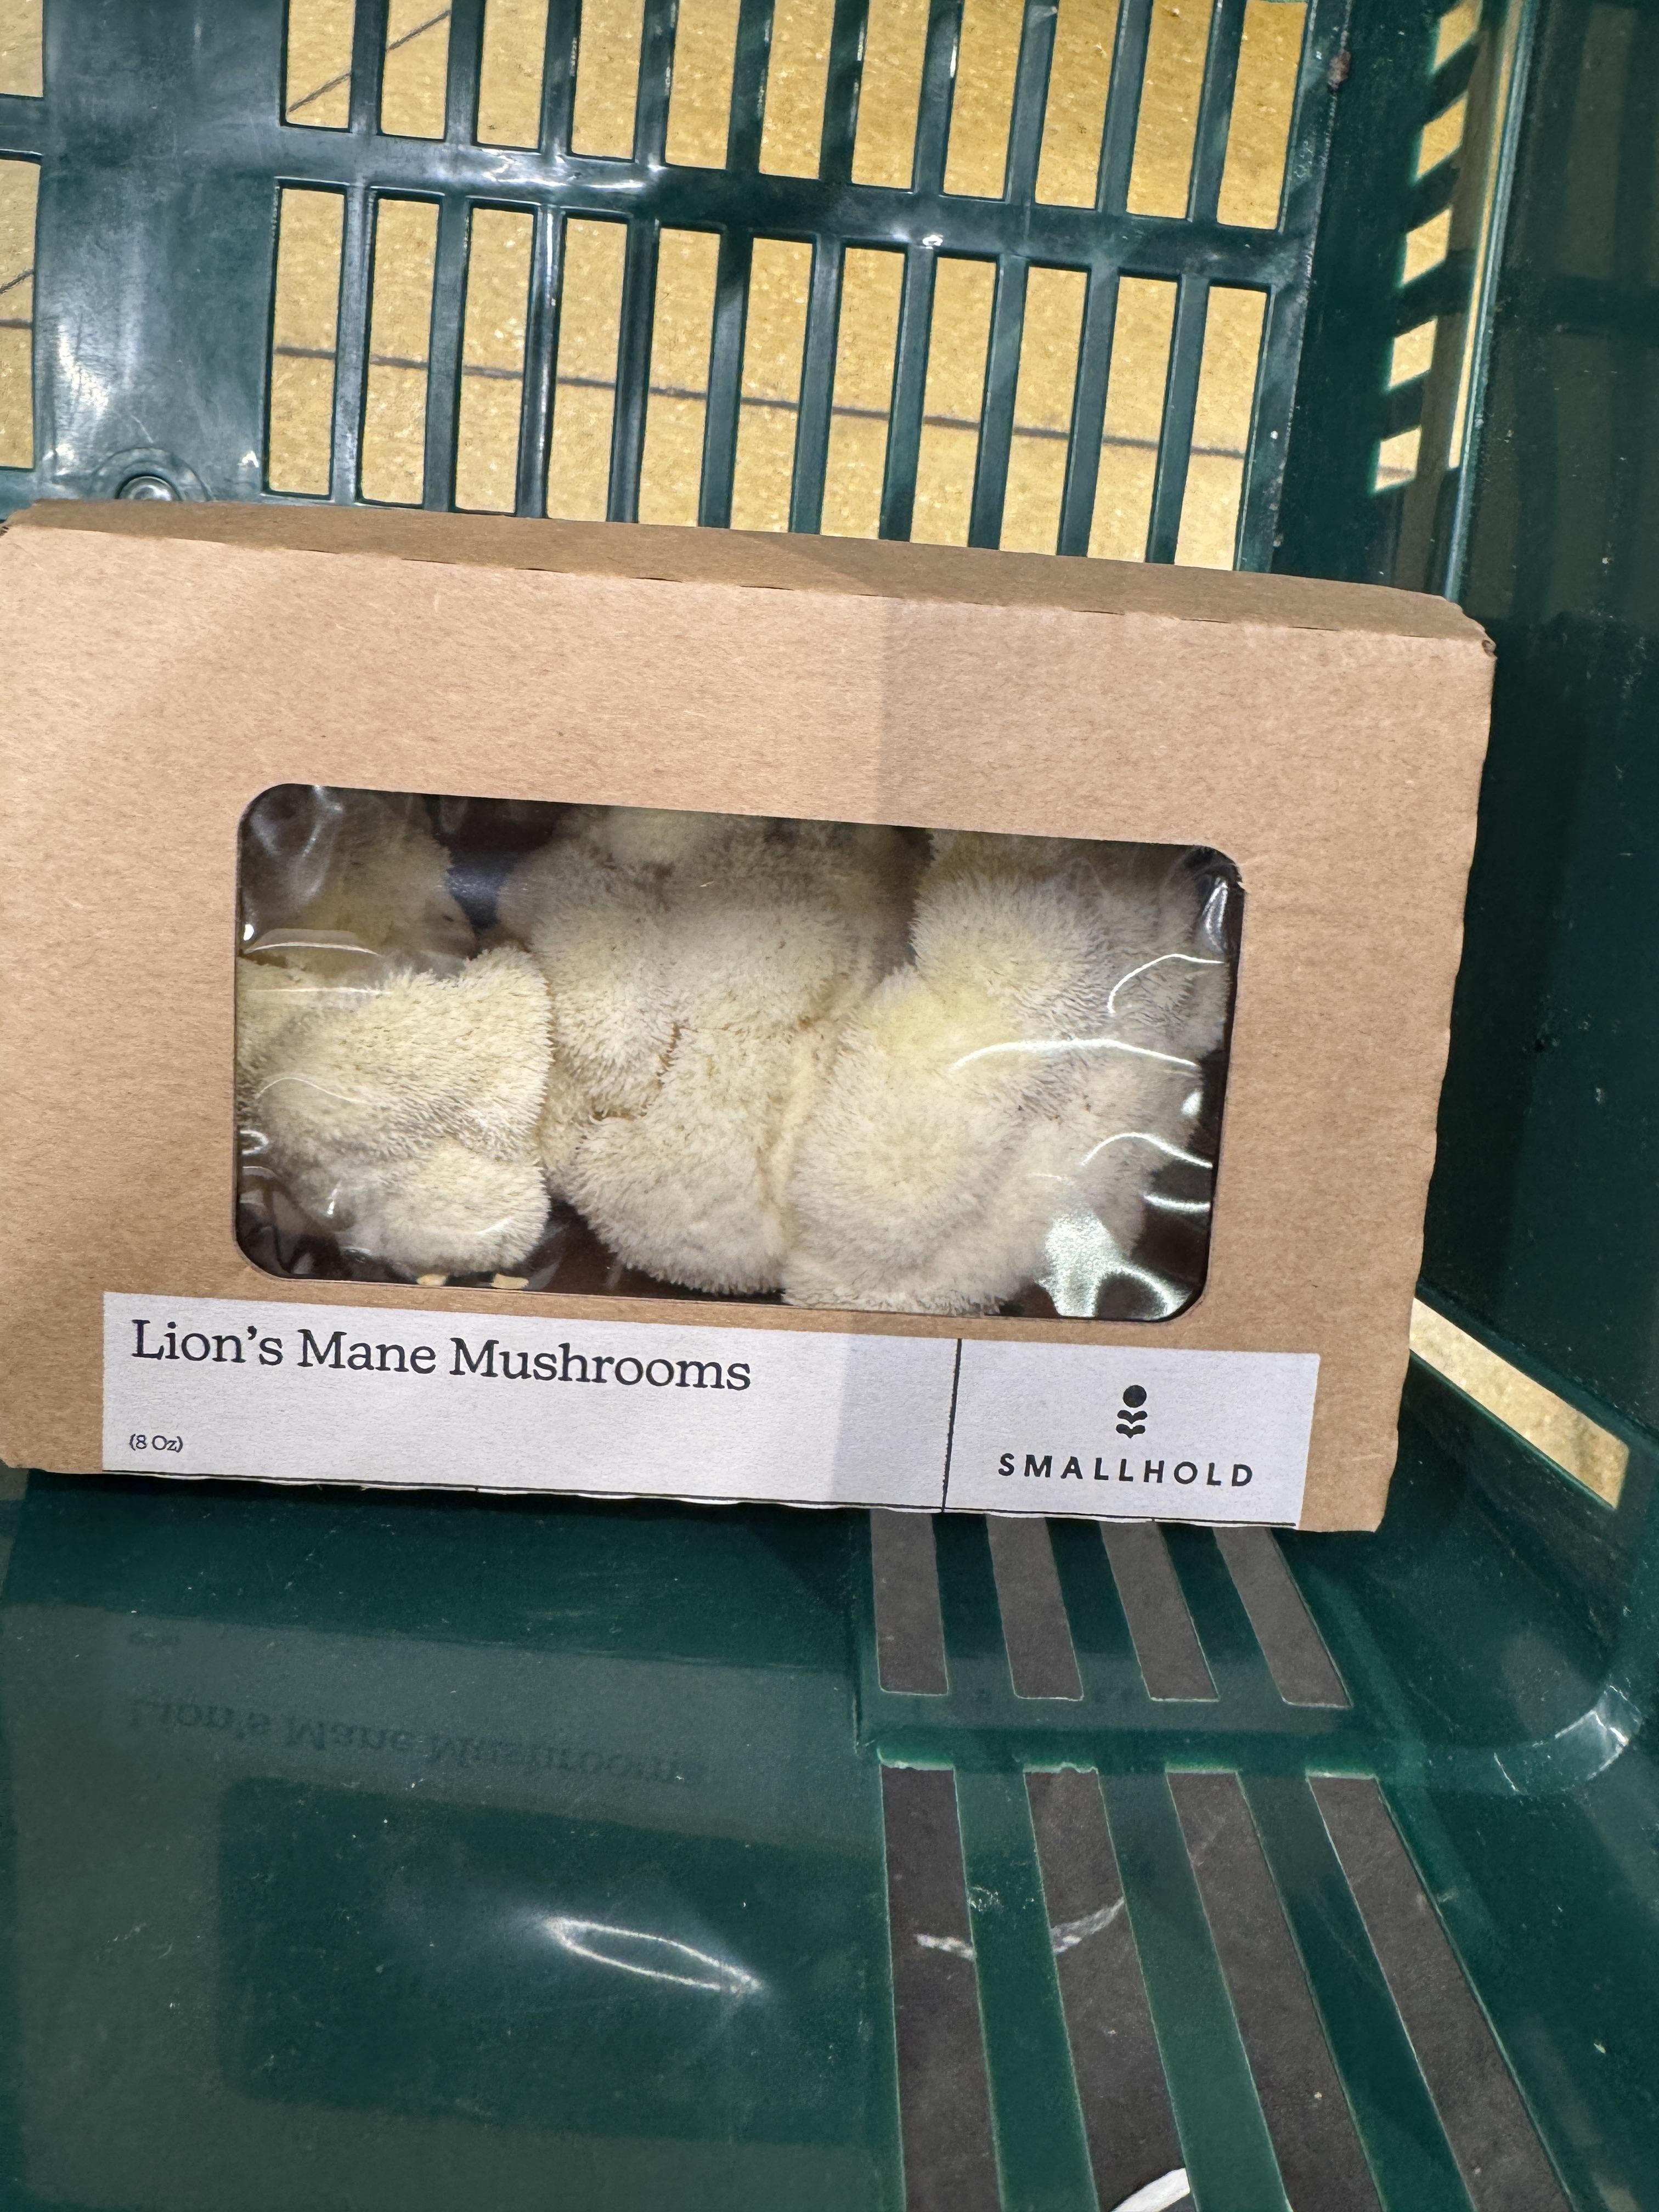 Lion's Mane Mushrooms
(8 Oz)
SMALLHOLD